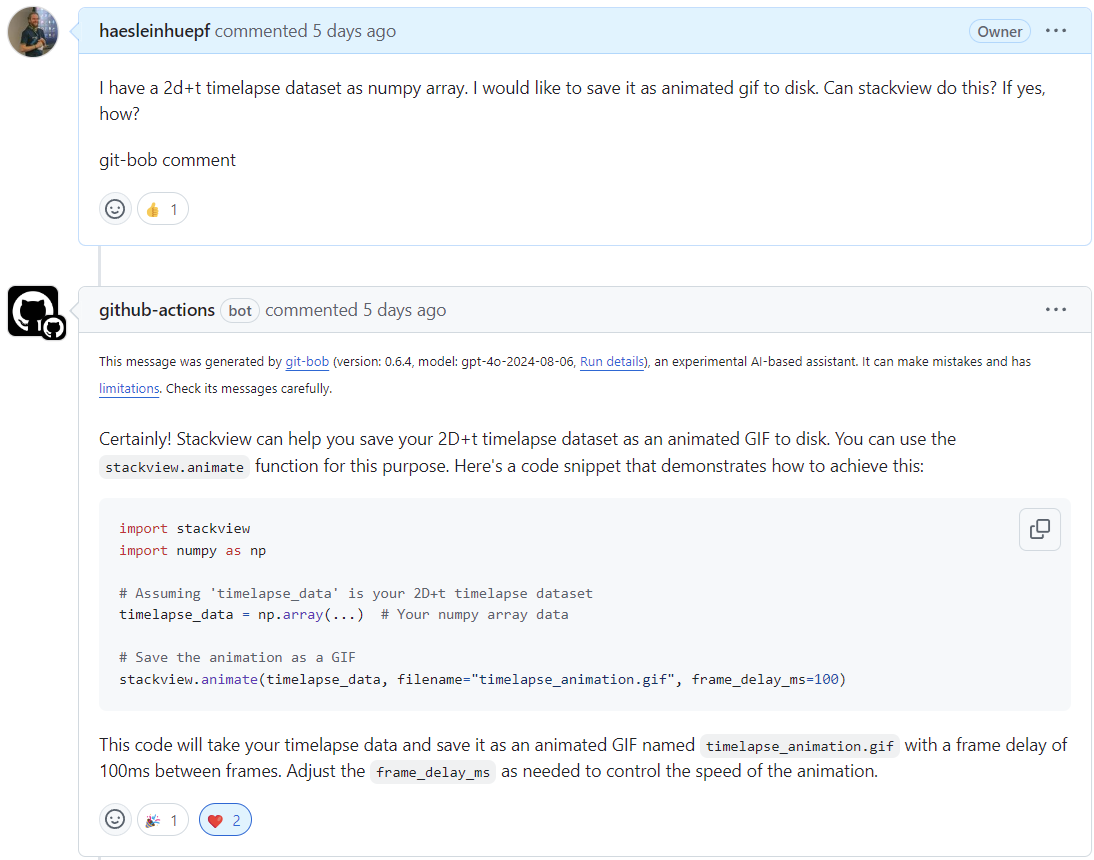 haesleinhuepf commented 5 days ago
Owner
I have a 2d+t timelapse dataset as numpy array. I would like to save it as animated gif to disk. Can stackview do this? If yes,
how?
git-bob comment
👍 1
github-actions bot commented 5 days ago
This message was generated by git-bob (version: 0.6.4, model: gpt-4o-2024-08-06, Run details), an experimental AI-based assistant. It can make mistakes and has
limitations. Check its messages carefully.
Certainly! Stackview can help you save your 2D+t timelapse dataset as an animated GIF to disk. You can use the
stackview.animate function for this purpose. Here's a code snippet that demonstrates how to achieve this:
import stackview
import numpy as np
# Assuming 'timelapse_data' is your 2D+t timelapse dataset
timelapse_data = np.array(...)  # Your numpy array data
# Save the animation as a GIF
stackview.animate(timelapse_data, filename="timelapse_animation.gif", frame_delay_ms=100)
This code will take your timelapse data and save it as an animated GIF named timelapse_animation.gif with a frame delay of
100ms between frames. Adjust the frame_delay_ms as needed to control the speed of the animation.
🎉 1 ❤️ 2